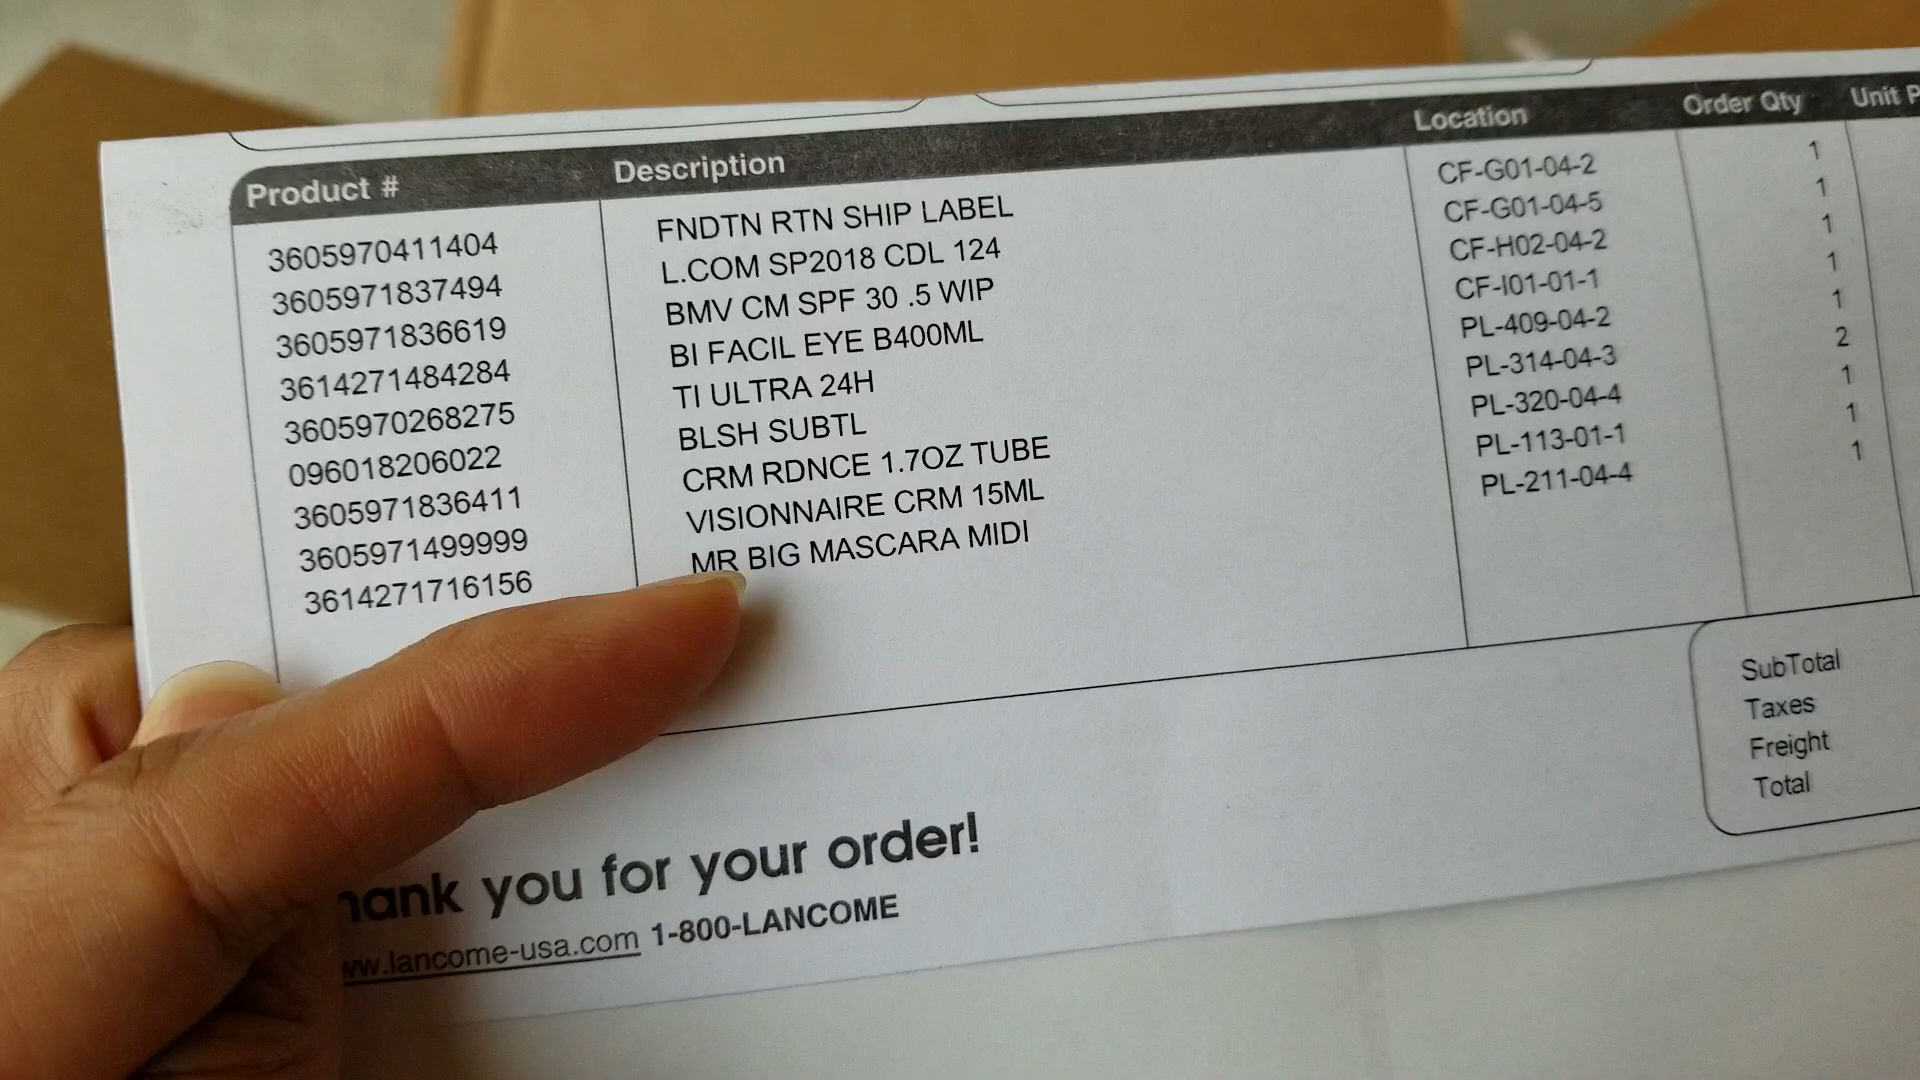 Product # Description Location Order Qty Unit
3605970411404 FNDTN RTN SHIP LABEL CF-G01-04-2 1
3605971837494 L.COM SP2018 CDL 124 CF-G01-04-5 1
3605971836619 BMV CM SPF 30 .5 WIP CF-H02-04-2 1
3614271484284 BI FACIL EYE B400ML CF-I01-01-1 1
3605970268275 TI ULTRA 24H PL-409-04-2 1
096018206022 BLSH SUBTL PL-314-04-3 2
3605971836411 CRM RDNCE 1.7OZ TUBE PL-320-04-4 1
3605971499999 VISIONNAIRE CRM 15ML PL-113-01-1 1
3614271716156 MR BIG MASCARA MIDI PL-211-04-4 1
SubTotal
Taxes
Freight
Total
hank you for your order!
ww.lancome-usa.com 1-800-LANCOME